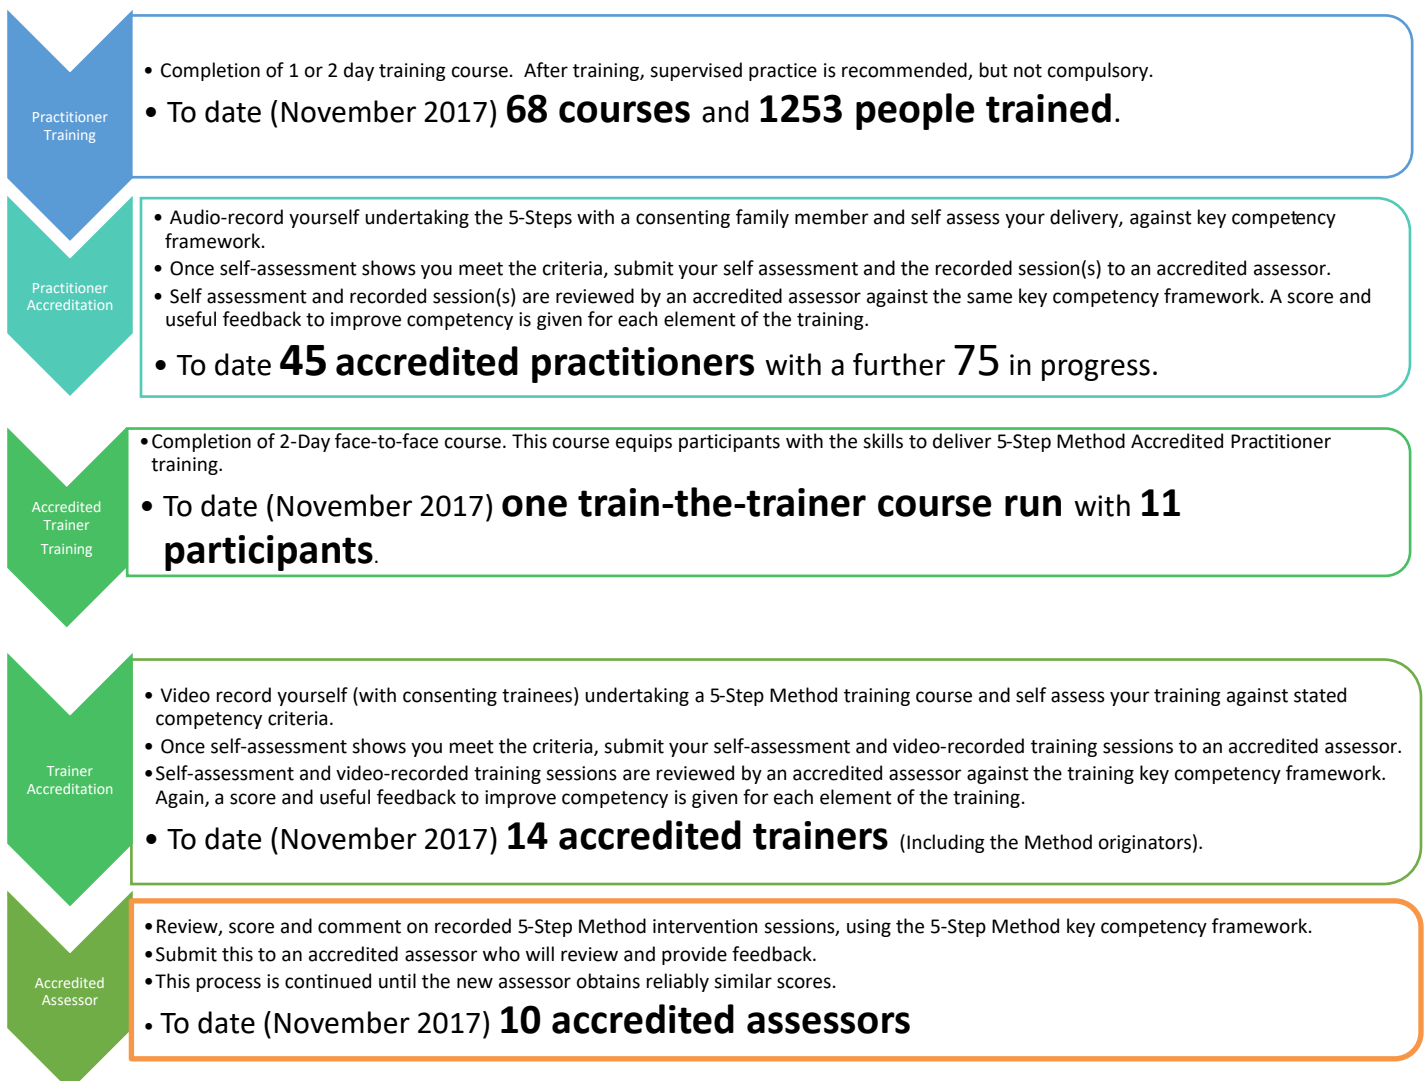 Practitioner
Training
• Completion of 1 or 2 day training course.  After training, supervised practice is recommended, but not compulsory.
• To date (November 2017) 68 courses and 1253 people trained.
Practitioner
Accreditation
• Audio-record yourself undertaking the 5-Steps with a consenting family member and self assess your delivery, against key competency
framework.
• Once self-assessment shows you meet the criteria, submit your self assessment and the recorded session(s) to an accredited assessor.
• Self assessment and recorded session(s) are reviewed by an accredited assessor against the same key competency framework. A score and
useful feedback to improve competency is given for each element of the training.
• To date 45 accredited practitioners with a further 75 in progress.
Accredited
Trainer
Training
•Completion of 2-Day face-to-face course. This course equips participants with the skills to deliver 5-Step Method Accredited Practitioner
training.
• To date (November 2017) one train-the-trainer course run with 11
participants.
Trainer
Accreditation
• Video record yourself (with consenting trainees) undertaking a 5-Step Method training course and self assess your training against stated
competency criteria.
• Once self-assessment shows you meet the criteria, submit your self-assessment and video-recorded training sessions to an accredited assessor.
•Self-assessment and video-recorded training sessions are reviewed by an accredited assessor against the training key competency framework.
Again, a score and useful feedback to improve competency is given for each element of the training.
• To date (November 2017) 14 accredited trainers (Including the Method originators).
Accredited
Assessor
•Review, score and comment on recorded 5-Step Method intervention sessions, using the 5-Step Method key competency framework.
•Submit this to an accredited assessor who will review and provide feedback.
•This process is continued until the new assessor obtains reliably similar scores.
• To date (November 2017) 10 accredited assessors